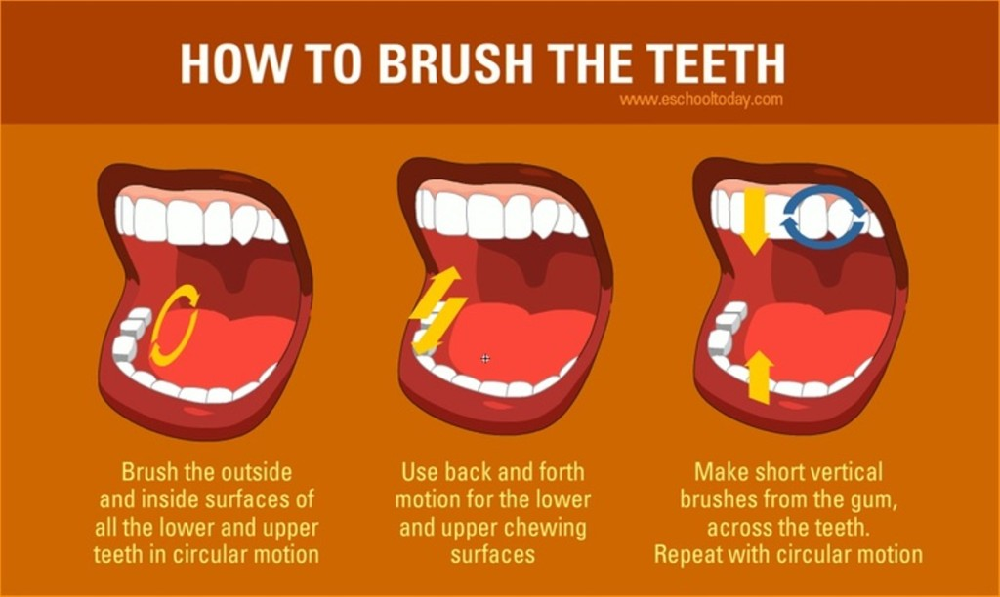 HOW TO BRUSH THE TEETH
www.eschooltoday.com
Brush the outside
and inside surfaces of
all the lower and upper
teeth in circular motion
Use back and forth
motion for the lower
and upper chewing
surfaces
Make short vertical
brushes from the gum,
across the teeth.
Repeat with circular motion